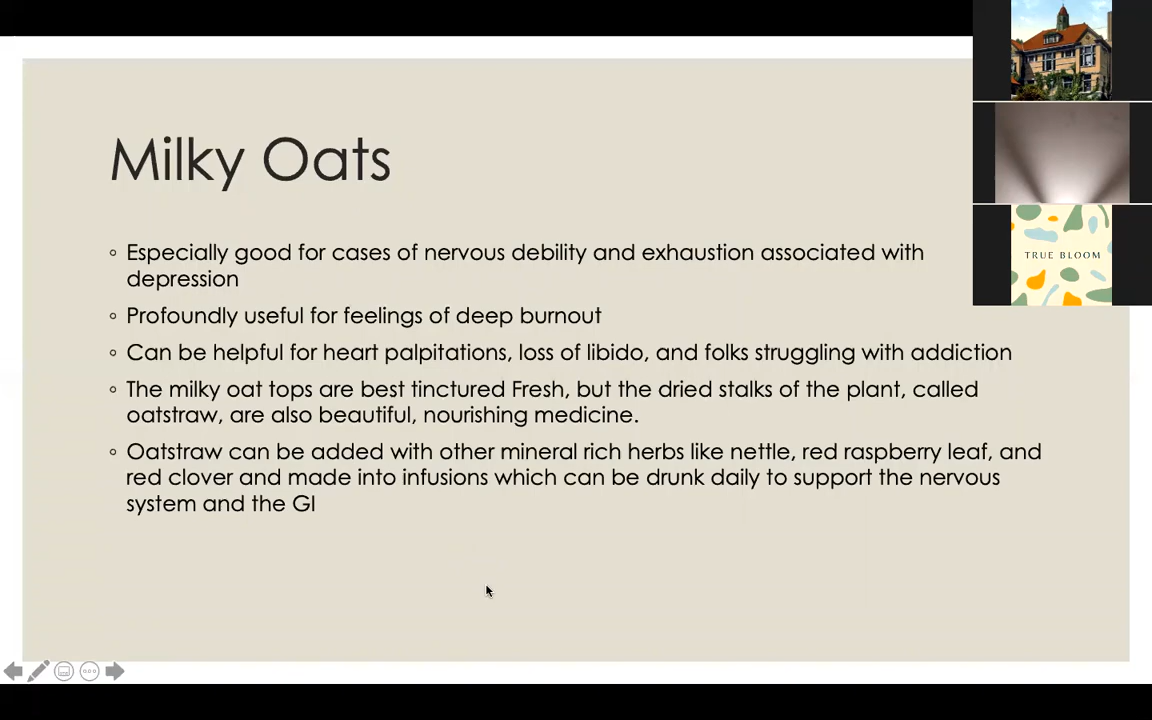 Milky Oats
◦ Especially good for cases of nervous debility and exhaustion associated with
depression
◦ Profoundly useful for feelings of deep burnout
◦ Can be helpful for heart palpitations, loss of libido, and folks struggling with addiction
◦ The milky oat tops are best tinctured Fresh, but the dried stalks of the plant, called
oatstraw, are also beautiful, nourishing medicine.
◦ Oatstraw can be added with other mineral rich herbs like nettle, red raspberry leaf, and
red clover and made into infusions which can be drunk daily to support the nervous
system and the GI
TRUE BLOOM